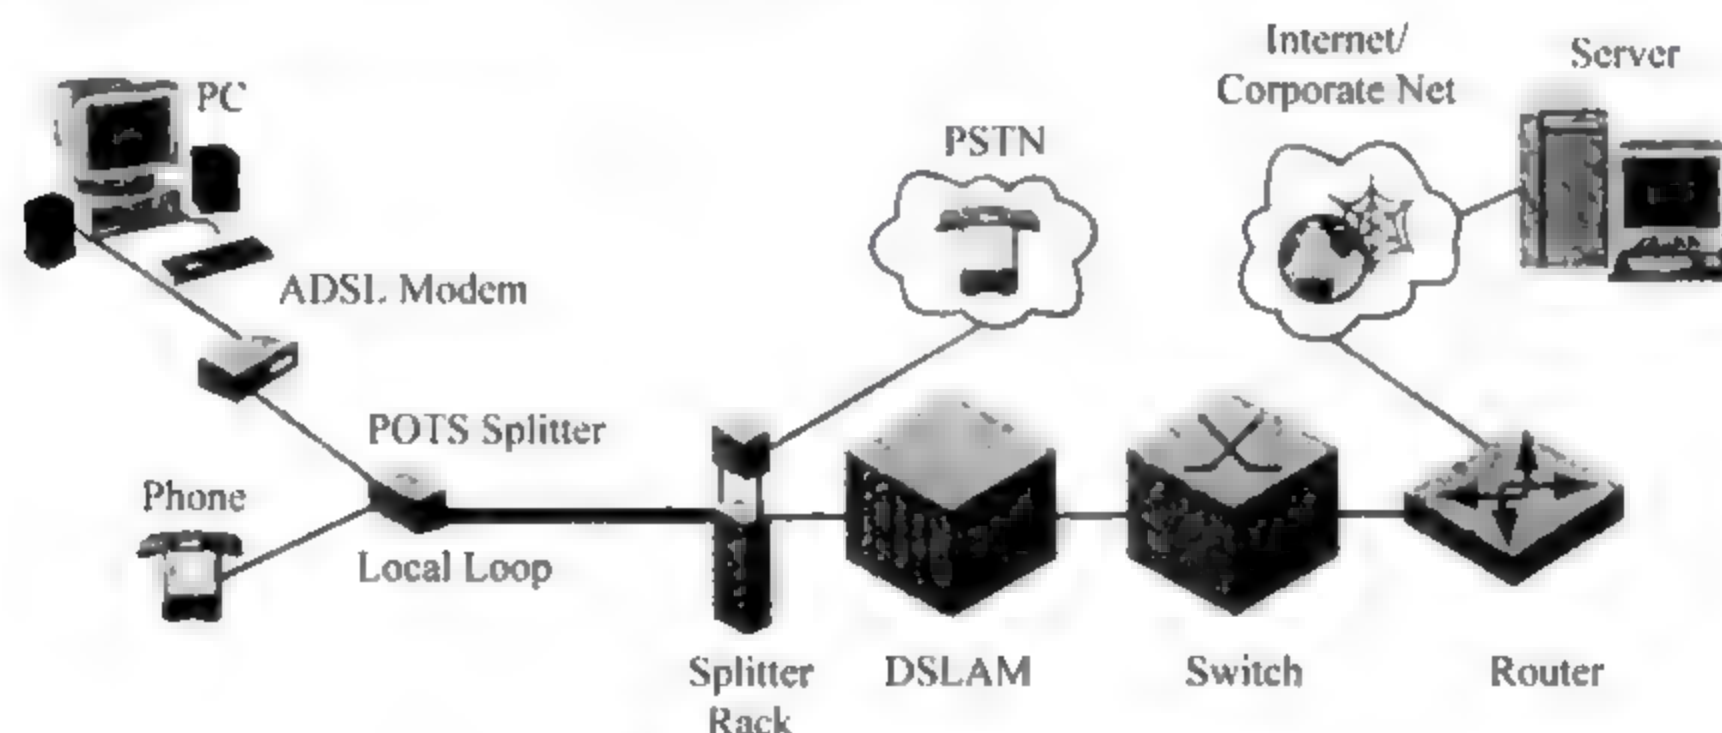 Internet/
Corporate Net
Server
PC
PSTN
ADSL Modem
POTS Splitter
Phone
Local Loop
Splitter
Rack
DSLAM
Switch
Router